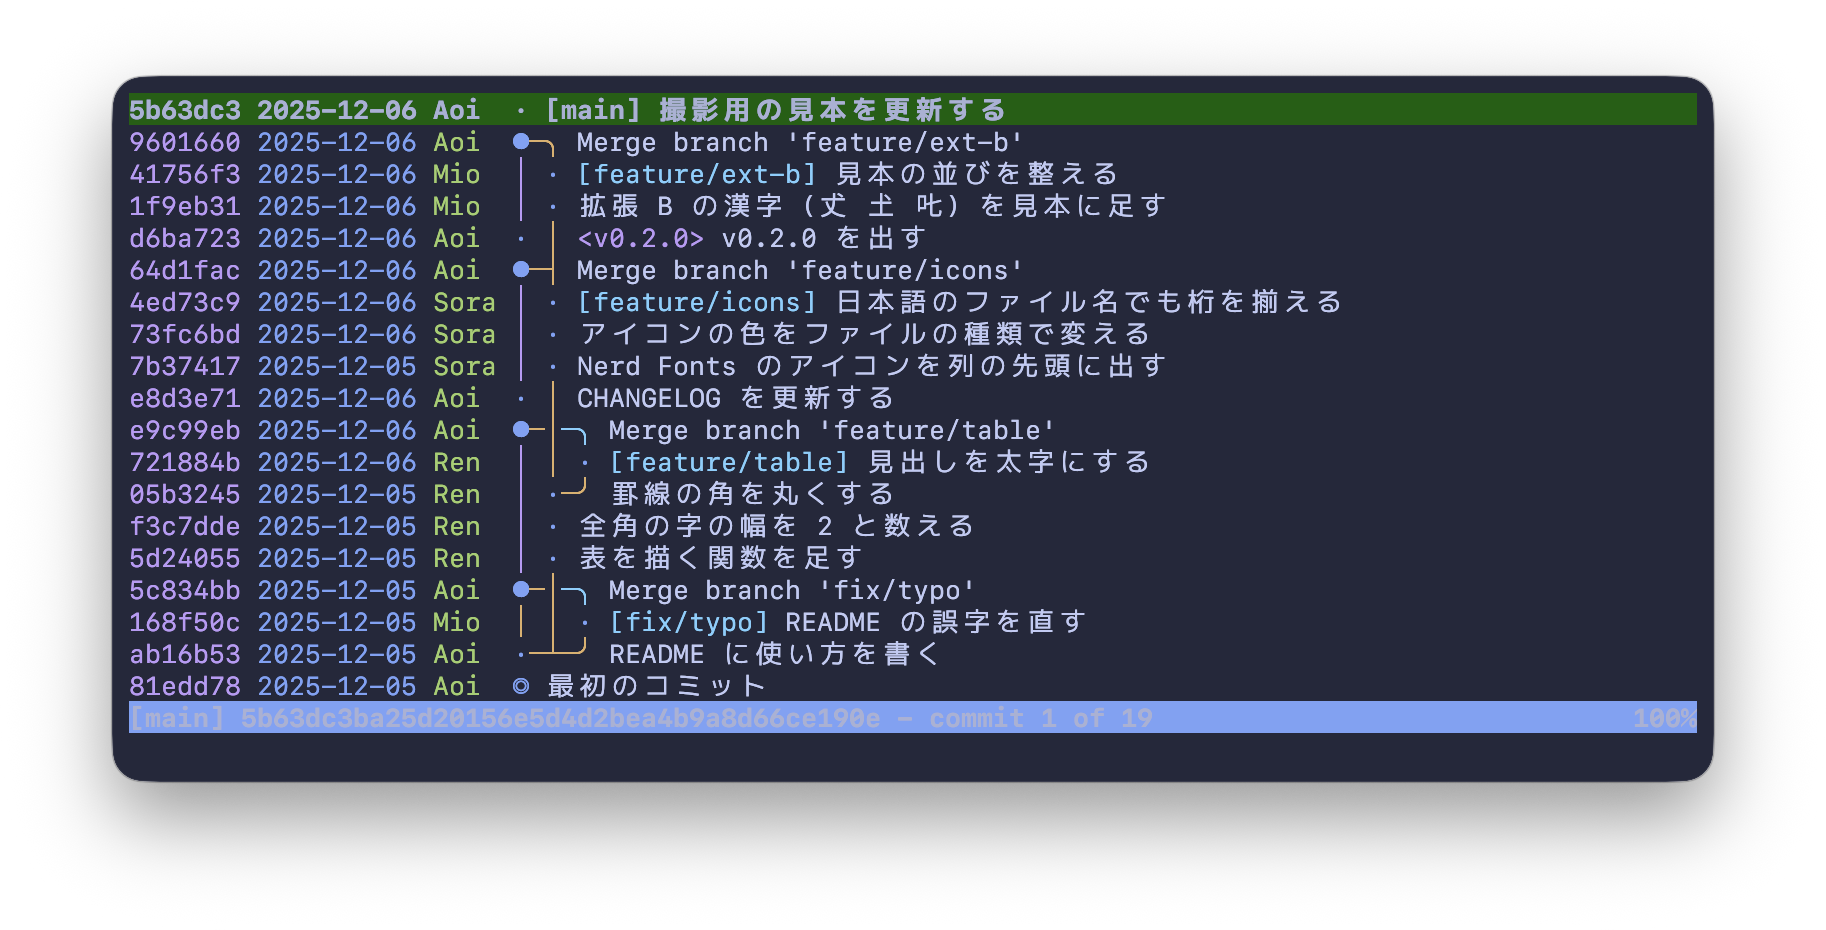 5b63dc3 2025-12-06 Aoi · [main] 撮影用の見本を更新する
9601660 2025-12-06 Aoi Merge branch 'feature/ext-b'
41756f3 2025-12-06 Mio · [feature/ext-b] 見本の並びを整える
1f9eb31 2025-12-06 Mio · 拡張 B の漢字 (𠀋 𠀍 𠮟) を見本に足す
d6ba723 2025-12-06 Aoi · <v0.2.0> v0.2.0 を出す
64d1fac 2025-12-06 Aoi Merge branch 'feature/icons'
4ed73c9 2025-12-06 Sora · [feature/icons] 日本語のファイル名でも桁を揃える
73fc6bd 2025-12-06 Sora · アイコンの色をファイルの種類で変える
7b37417 2025-12-05 Sora · Nerd Fonts のアイコンを列の先頭に出す
e8d3e71 2025-12-06 Aoi · CHANGELOG を更新する
e9c99eb 2025-12-06 Aoi Merge branch 'feature/table'
721884b 2025-12-06 Ren · [feature/table] 見出しを太字にする
05b3245 2025-12-05 Ren · 罫線の角を丸くする
f3c7dde 2025-12-05 Ren · 全角の字の幅を 2 と数える
5d24055 2025-12-05 Ren · 表を描く関数を足す
5c834bb 2025-12-05 Aoi Merge branch 'fix/typo'
168f50c 2025-12-05 Mio · [fix/typo] README の誤字を直す
ab16b53 2025-12-05 Aoi · README に使い方を書く
81edd78 2025-12-05 Aoi ◎ 最初のコミット
[main] 5b63dc3ba25d20156e5d4d2bea4b9a8d66ce190e - commit 1 of 19 100%